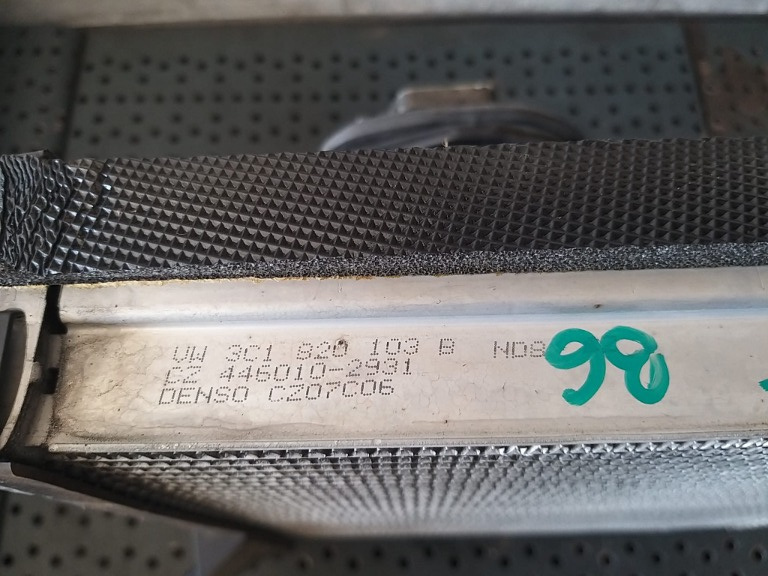 VW 3C1 820 103 B ND8
CZ 446010-2931
DENSO CZ07C06
98